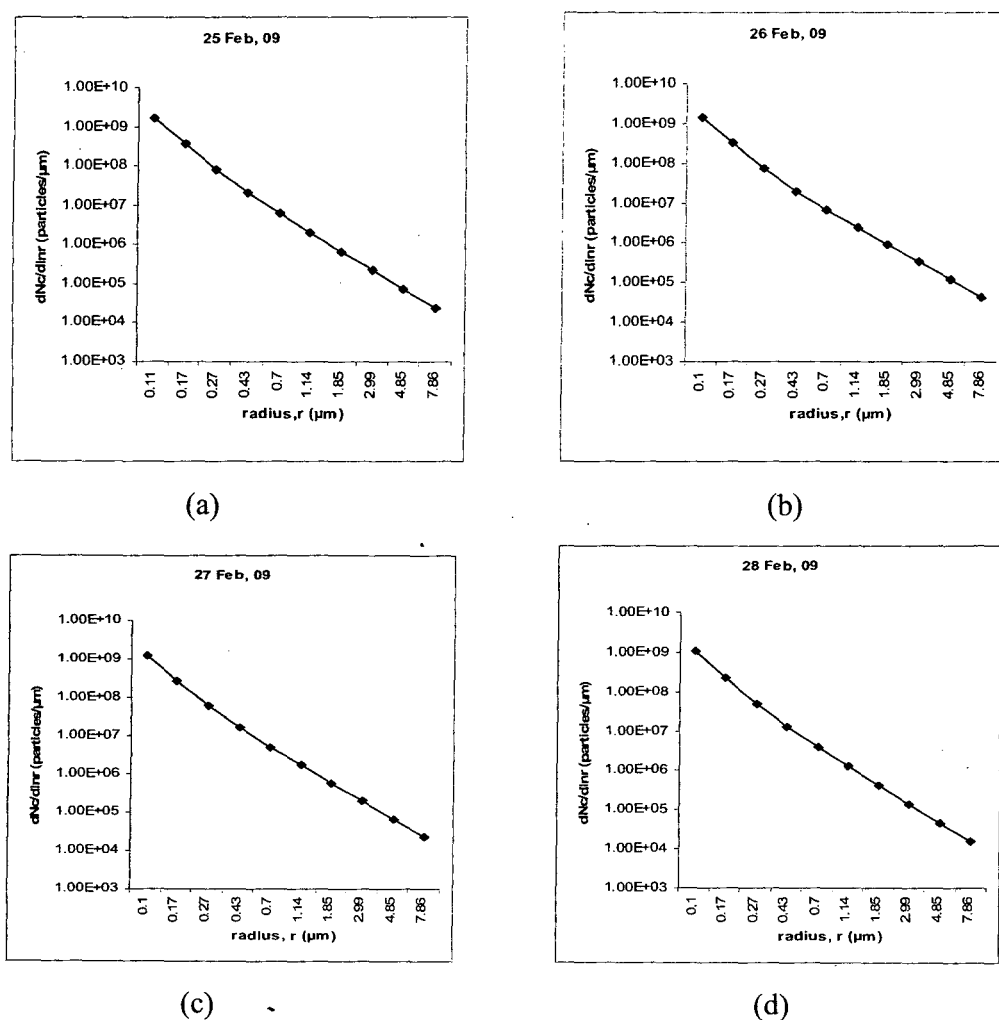 25 Feb, 09
dNc/dlnr (particles/µm)
1.00E+10
1.00E+09
1.00E+08
1.00E+07
1.00E+06
1.00E+05
1.00E+04
1.00E+03
0.11 0.17 0.27 0.43 0.7 1.14 1.85 2.99 4.85 7.86
radius,r (µm)
(a)
26 Feb, 09
dNc/dlnr (particles/µm)
1.00E+10
1.00E+09
1.00E+08
1.00E+07
1.00E+06
1.00E+05
1.00E+04
1.00E+03
0.1 0.17 0.27 0.43 0.7 1.14 1.85 2.99 4.85 7.86
radius,r (µm)
(b)
27 Feb, 09
dNc/dlnr (particles/µm)
1.00E+10
1.00E+09
1.00E+08
1.00E+07
1.00E+06
1.00E+05
1.00E+04
1.00E+03
0.1 0.17 0.27 0.43 0.7 1.14 1.85 2.99 4.85 7.86
radius, r (µm)
(c)
28 Feb, 09
dNc/dlnr (particles/µm)
1.00E+10
1.00E+09
1.00E+08
1.00E+07
1.00E+06
1.00E+05
1.00E+04
1.00E+03
0.1 0.17 0.27 0.43 0.7 1.14 1.85 2.99 4.85 7.86
radius, r (µm)
(d)